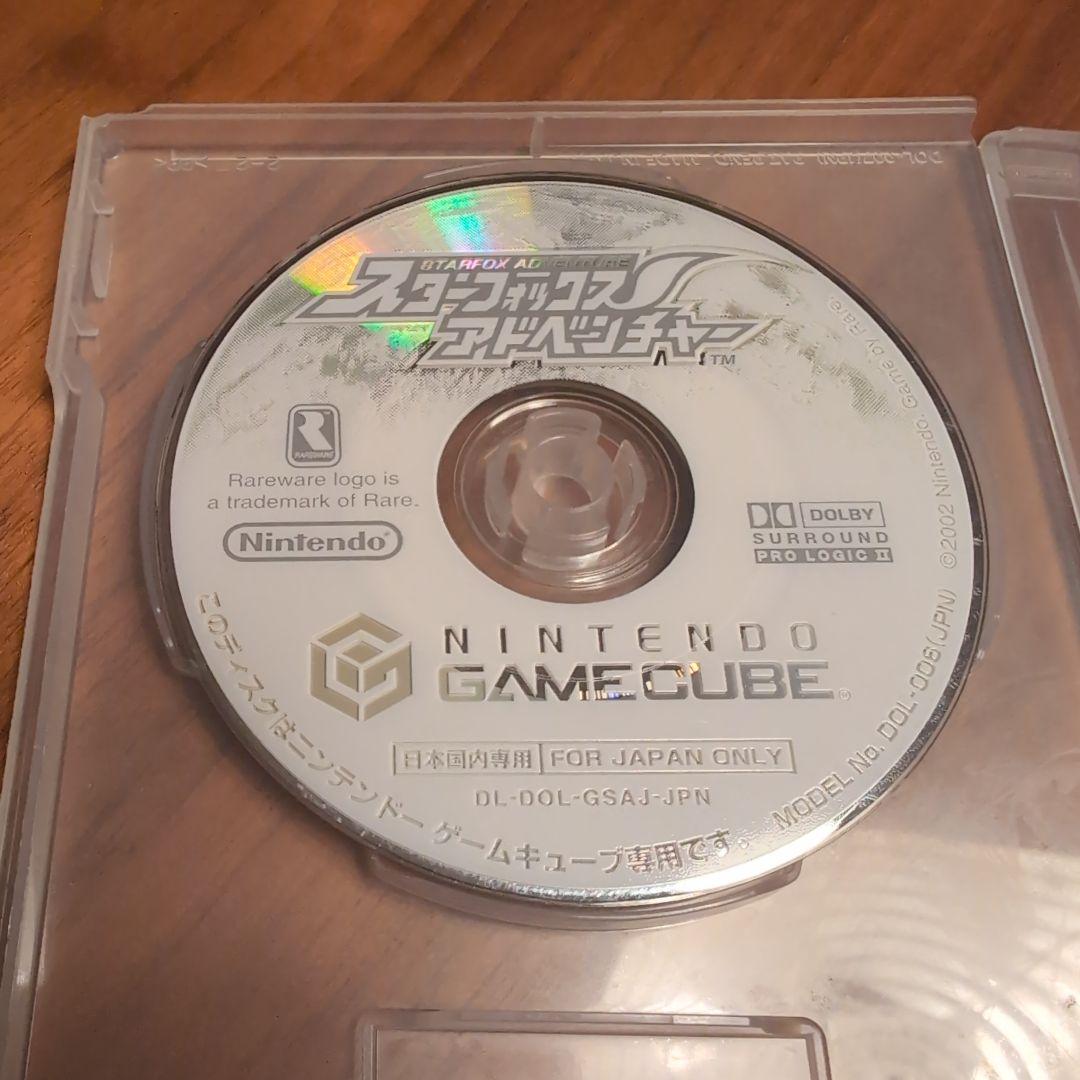 STARFOX ADVENTURE
スターフォックス
アドベンチャー™
R
RAREWARE
Rareware logo is
a trademark of Rare.
Nintendo®
DOLBY
SURROUND
PRO LOGIC II
NINTENDO
GAMECUBE®
日本国内専用 FOR JAPAN ONLY
DL-DOL-GSAJ-JPN
このディスクはニンテンドー ゲームキューブ専用です。
MODEL No. DOL-006(JPN) ©2002 Nintendo. Game by Rare.